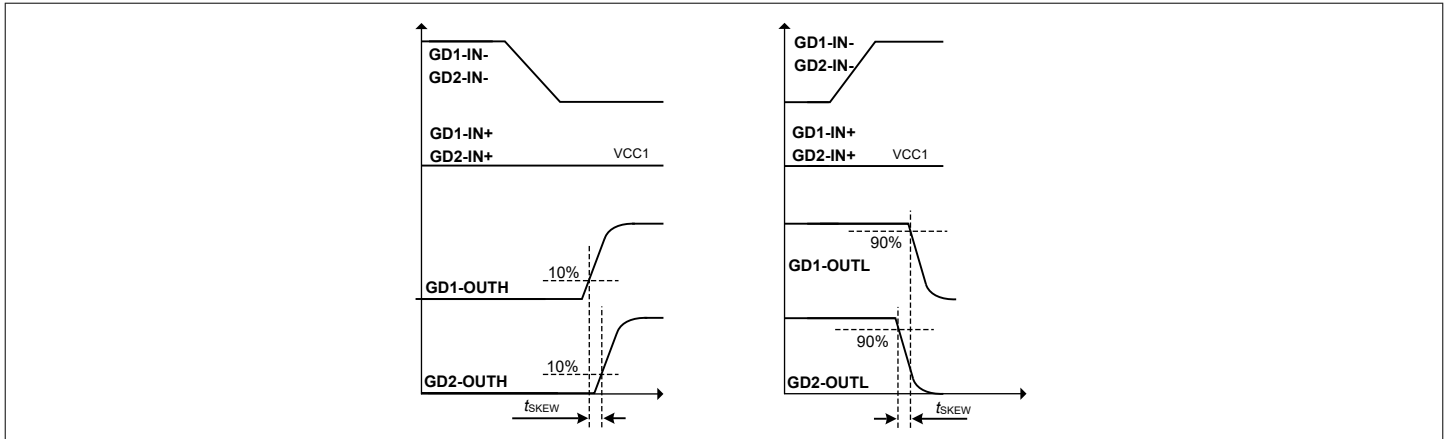 GD1-IN-
GD2-IN-
GD1-IN+
GD2-IN+
VCC1
10%
GD1-OUTH
10%
GD2-OUTH
tSKEW
GD1-IN-
GD2-IN-
GD1-IN+
GD2-IN+
VCC1
90%
GD1-OUTL
90%
GD2-OUTL
tSKEW